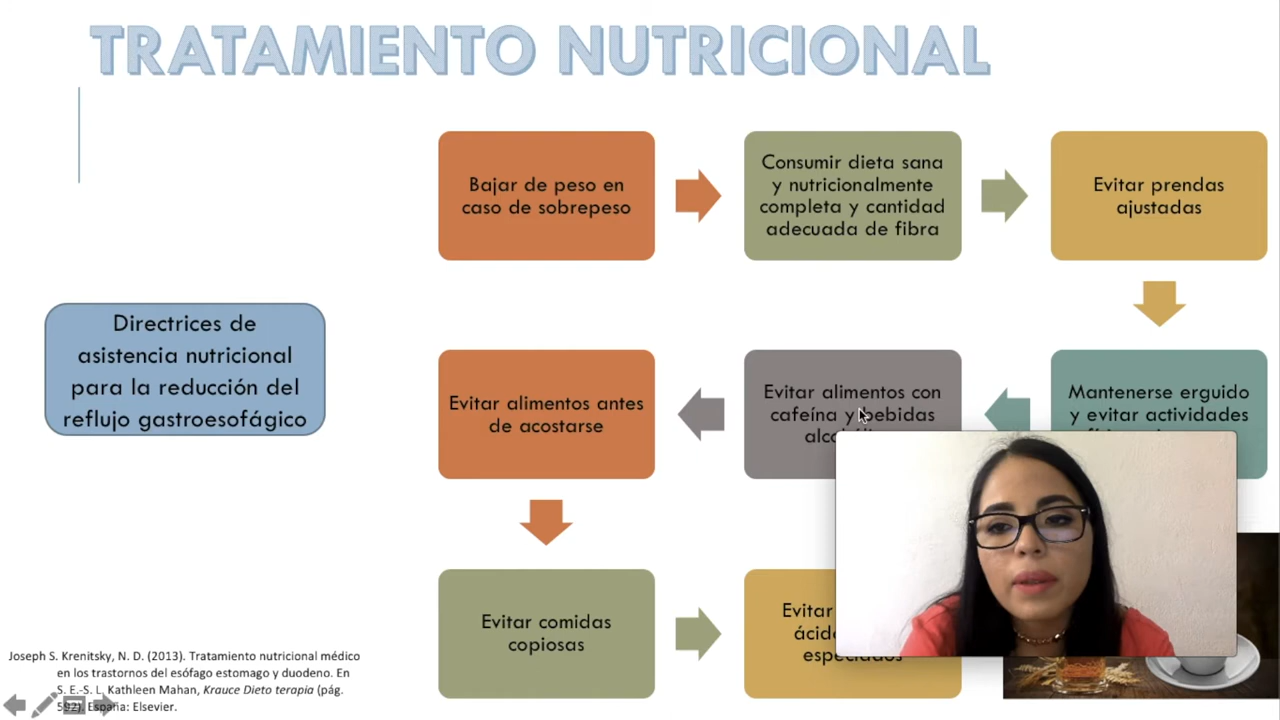 TRATAMIENTO NUTRICIONAL
Directrices de
asistencia nutricional
para la reducción del
reflujo gastroesofágico
Bajar de peso en
caso de sobrepeso
Consumir dieta sana
y nutricionalmente
completa y cantidad
adecuada de fibra
Evitar prendas
ajustadas
Mantenerse erguido
y evitar actividades
Evitar alimentos con
cafeína y bebidas
Evitar alimentos antes
de acostarse
Evitar comidas
copiosas
Evitar
especiados
Joseph S. Krenitsky, N. D. (2013). Tratamiento nutricional médico
en los trastornos del esófago estomago y duodeno. En
S. E.-S. L. Kathleen Mahan, Krauce Dieto terapia (pág.
592). España: Elsevier.